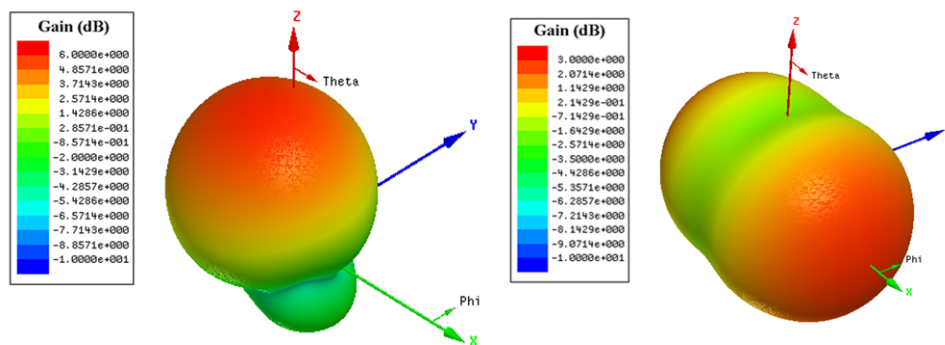 Gain (dB)
6.0000e+000
4.8571e+000
3.7143e+000
2.5714e+000
1.4286e+000
2.8571e-001
-8.5714e-001
-2.0000e+000
-3.1429e+000
-4.2857e+000
-5.4286e+000
-6.5714e+000
-7.7143e+000
-8.8571e+000
-1.0000e+001
Z
Theta
Y
Phi
X
Gain (dB)
3.0000e+000
2.0714e+000
1.1429e+000
2.1429e-001
-7.1429e-001
-1.6429e+000
-2.5714e+000
-3.5000e+000
-4.4286e+000
-5.3571e+000
-6.2857e+000
-7.2143e+000
-8.1429e+000
-9.0714e+000
-1.0000e+001
Z
Theta
Phi
X